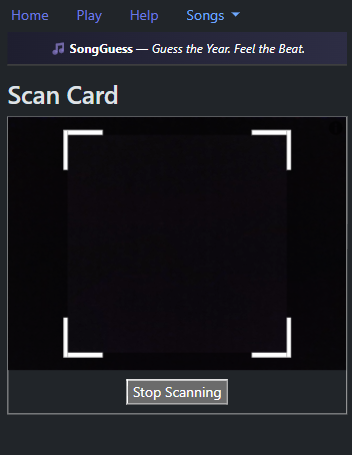 Home Play Help Songs
SongGuess — Guess the Year. Feel the Beat.
Scan Card
Stop Scanning